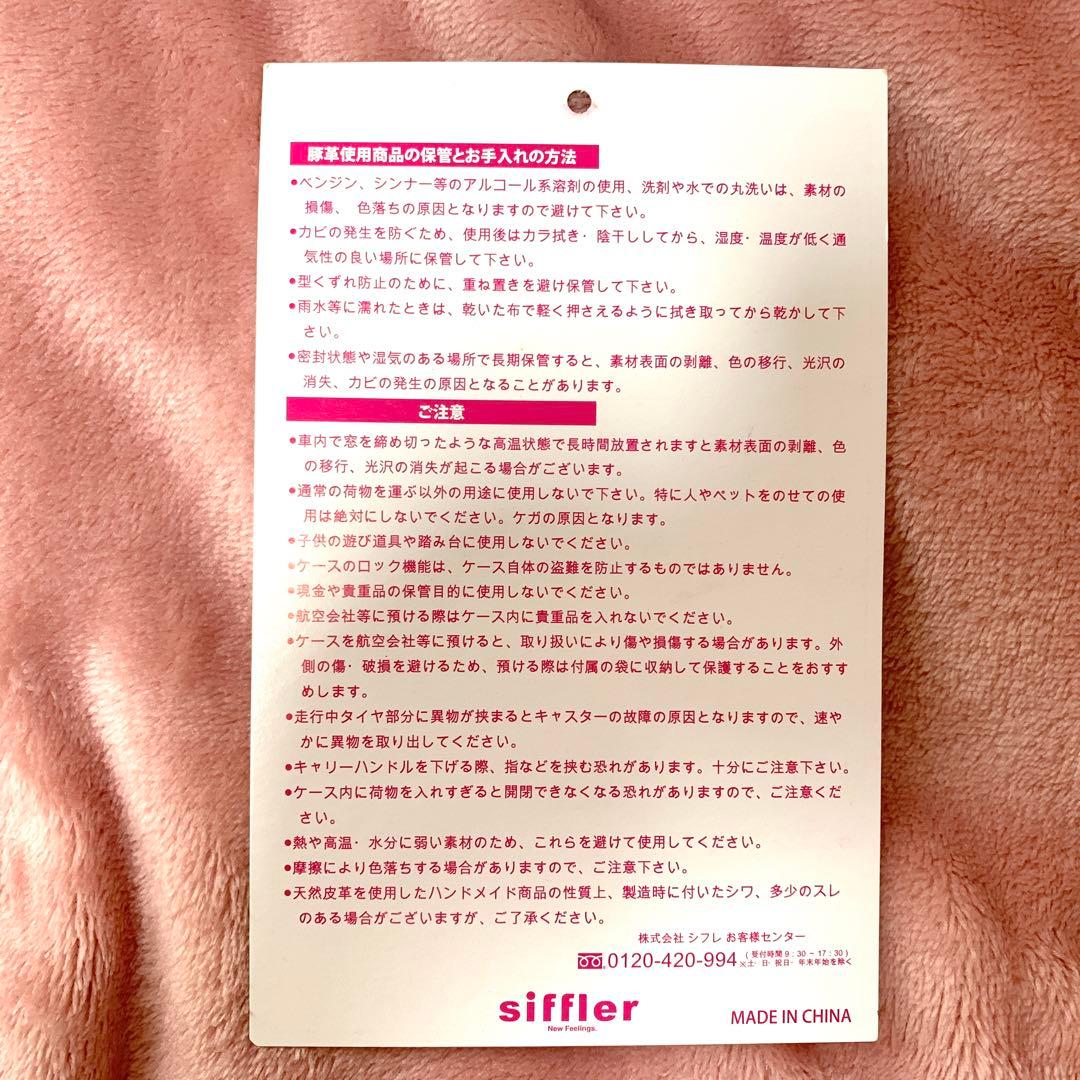 豚革使用商品の保管とお手入れの方法
●ベンジン、シンナー等のアルコール系溶剤の使用、洗剤や水での丸洗いは、素材の
損傷、 色落ちの原因となりますので避けて下さい。
●カビの発生を防ぐため、使用後はカラ拭き・陰干ししてから、湿度・温度が低く通
気性の良い場所に保管して下さい。
●型くずれ防止のために、重ね置きを避け保管して下さい。
●雨水等に濡れたときは、乾いた布で軽く押さえるように拭き取ってから乾かして下
さい。
●密封状態や湿気のある場所で長期保管すると、素材表面の剥離、色の移行、光沢の
消失、カビの発生の原因となることがあります。
ご注意
●車内で窓を締め切ったような高温状態で長時間放置されますと素材表面の剥離、色
の移行、光沢の消失が起こる場合がございます。
●通常の荷物を運ぶ以外の用途に使用しないで下さい。特に人やペットをのせての使
用は絶対にしないでください。ケガの原因となります。
●子供の遊び道具や踏み台に使用しないでください。
●ケースのロック機能は、ケース自体の盗難を防止するものではありません。
●現金や貴重品の保管目的に使用しないでください。
●航空会社等に預ける際はケース内に貴重品を入れないでください。
●ケースを航空会社等に預けると、取り扱いにより傷や損傷する場合があります。外
側の傷・破損を避けるため、預ける際は付属の袋に収納して保護することをおすす
めします。
●走行中タイヤ部分に異物が挟まるとキャスターの故障の原因となりますので、速や
かに異物を取り出してください。
●キャリーハンドルを下げる際、指などを挟む恐れがあります。十分にご注意下さい。
●ケース内に荷物を入れすぎると開閉できなくなる恐れがありますので、ご注意くだ
さい。
●熱や高温・水分に弱い素材のため、これらを避けて使用してください。
●摩擦により色落ちする場合がありますので、ご注意下さい。
●天然皮革を使用したハンドメイド商品の性質上、製造時に付いたシワ、多少のスレ
のある場合がございますが、ご了承ください。
株式会社 シフレ お客様センター
0120-420-994 (受付時間9:30~17:30)
※土・日・祝日・年末年始を除く
siffler
New Feelings.
MADE IN CHINA